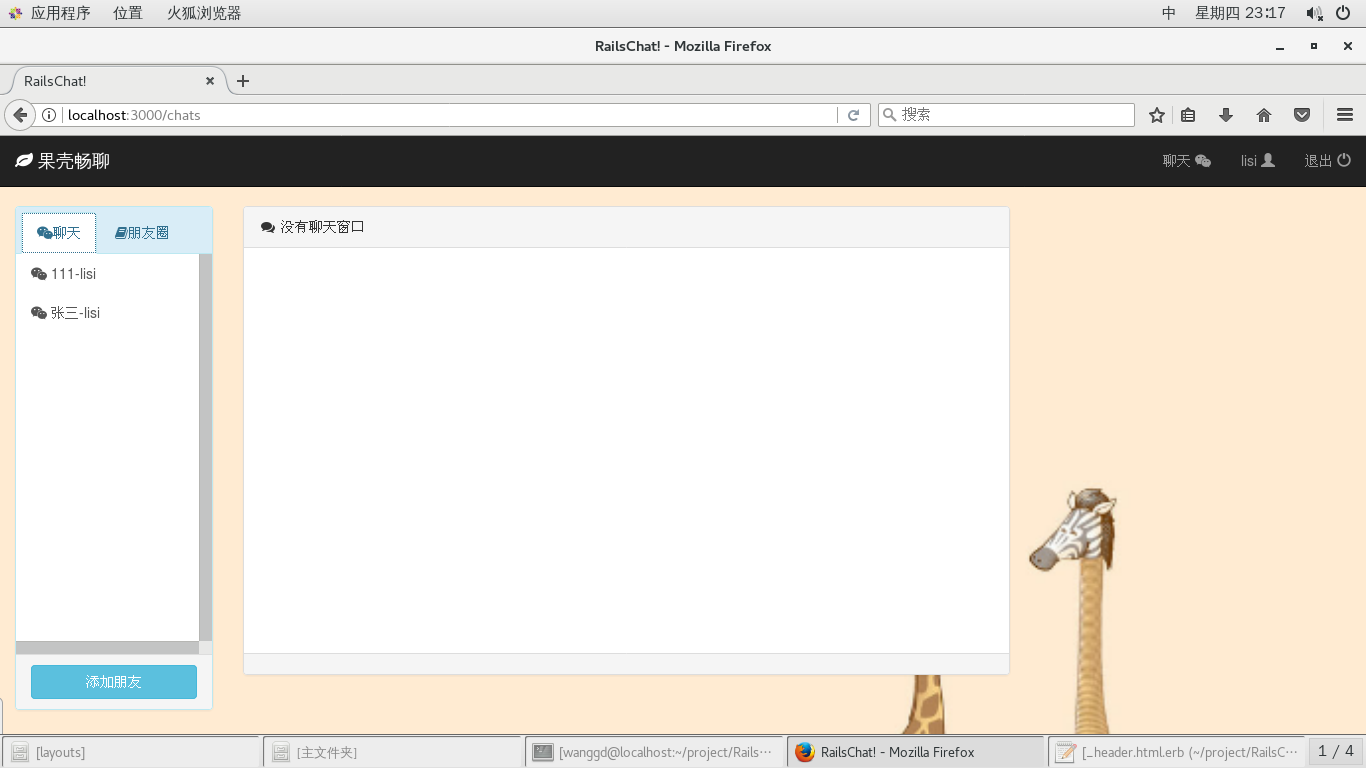 应用程序 位置 火狐浏览器 中 星期四 23:17
RailsChat! - Mozilla Firefox
RailsChat!
localhost:3000/chats 搜索
果壳畅聊 聊天 lisi 退出
聊天 朋友圈
111-lisi
张三-lisi
添加朋友
没有聊天窗口
[layouts] [主文件夹] [wanggd@localhost:~/project/Rails··· RailsChat! - Mozilla Firefox [_header.html.erb (~/project/RailsC··· 1 / 4